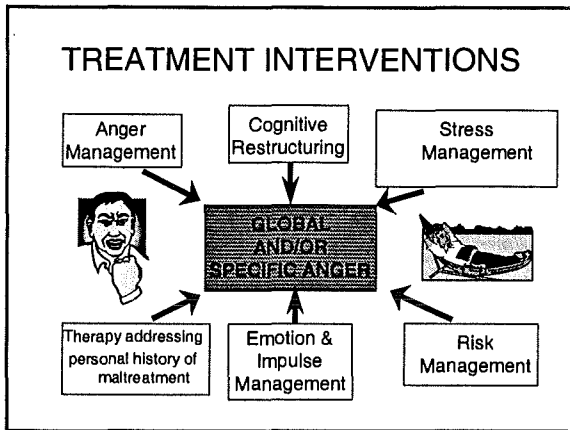 TREATMENT INTERVENTIONS
Anger
Management
Cognitive
Restructuring
Stress
Management
GLOBAL
AND/OR
SPECIFIC ANGER
Therapy addressing
personal history of
maltreatment
Emotion &
Impulse
Management
Risk
Management